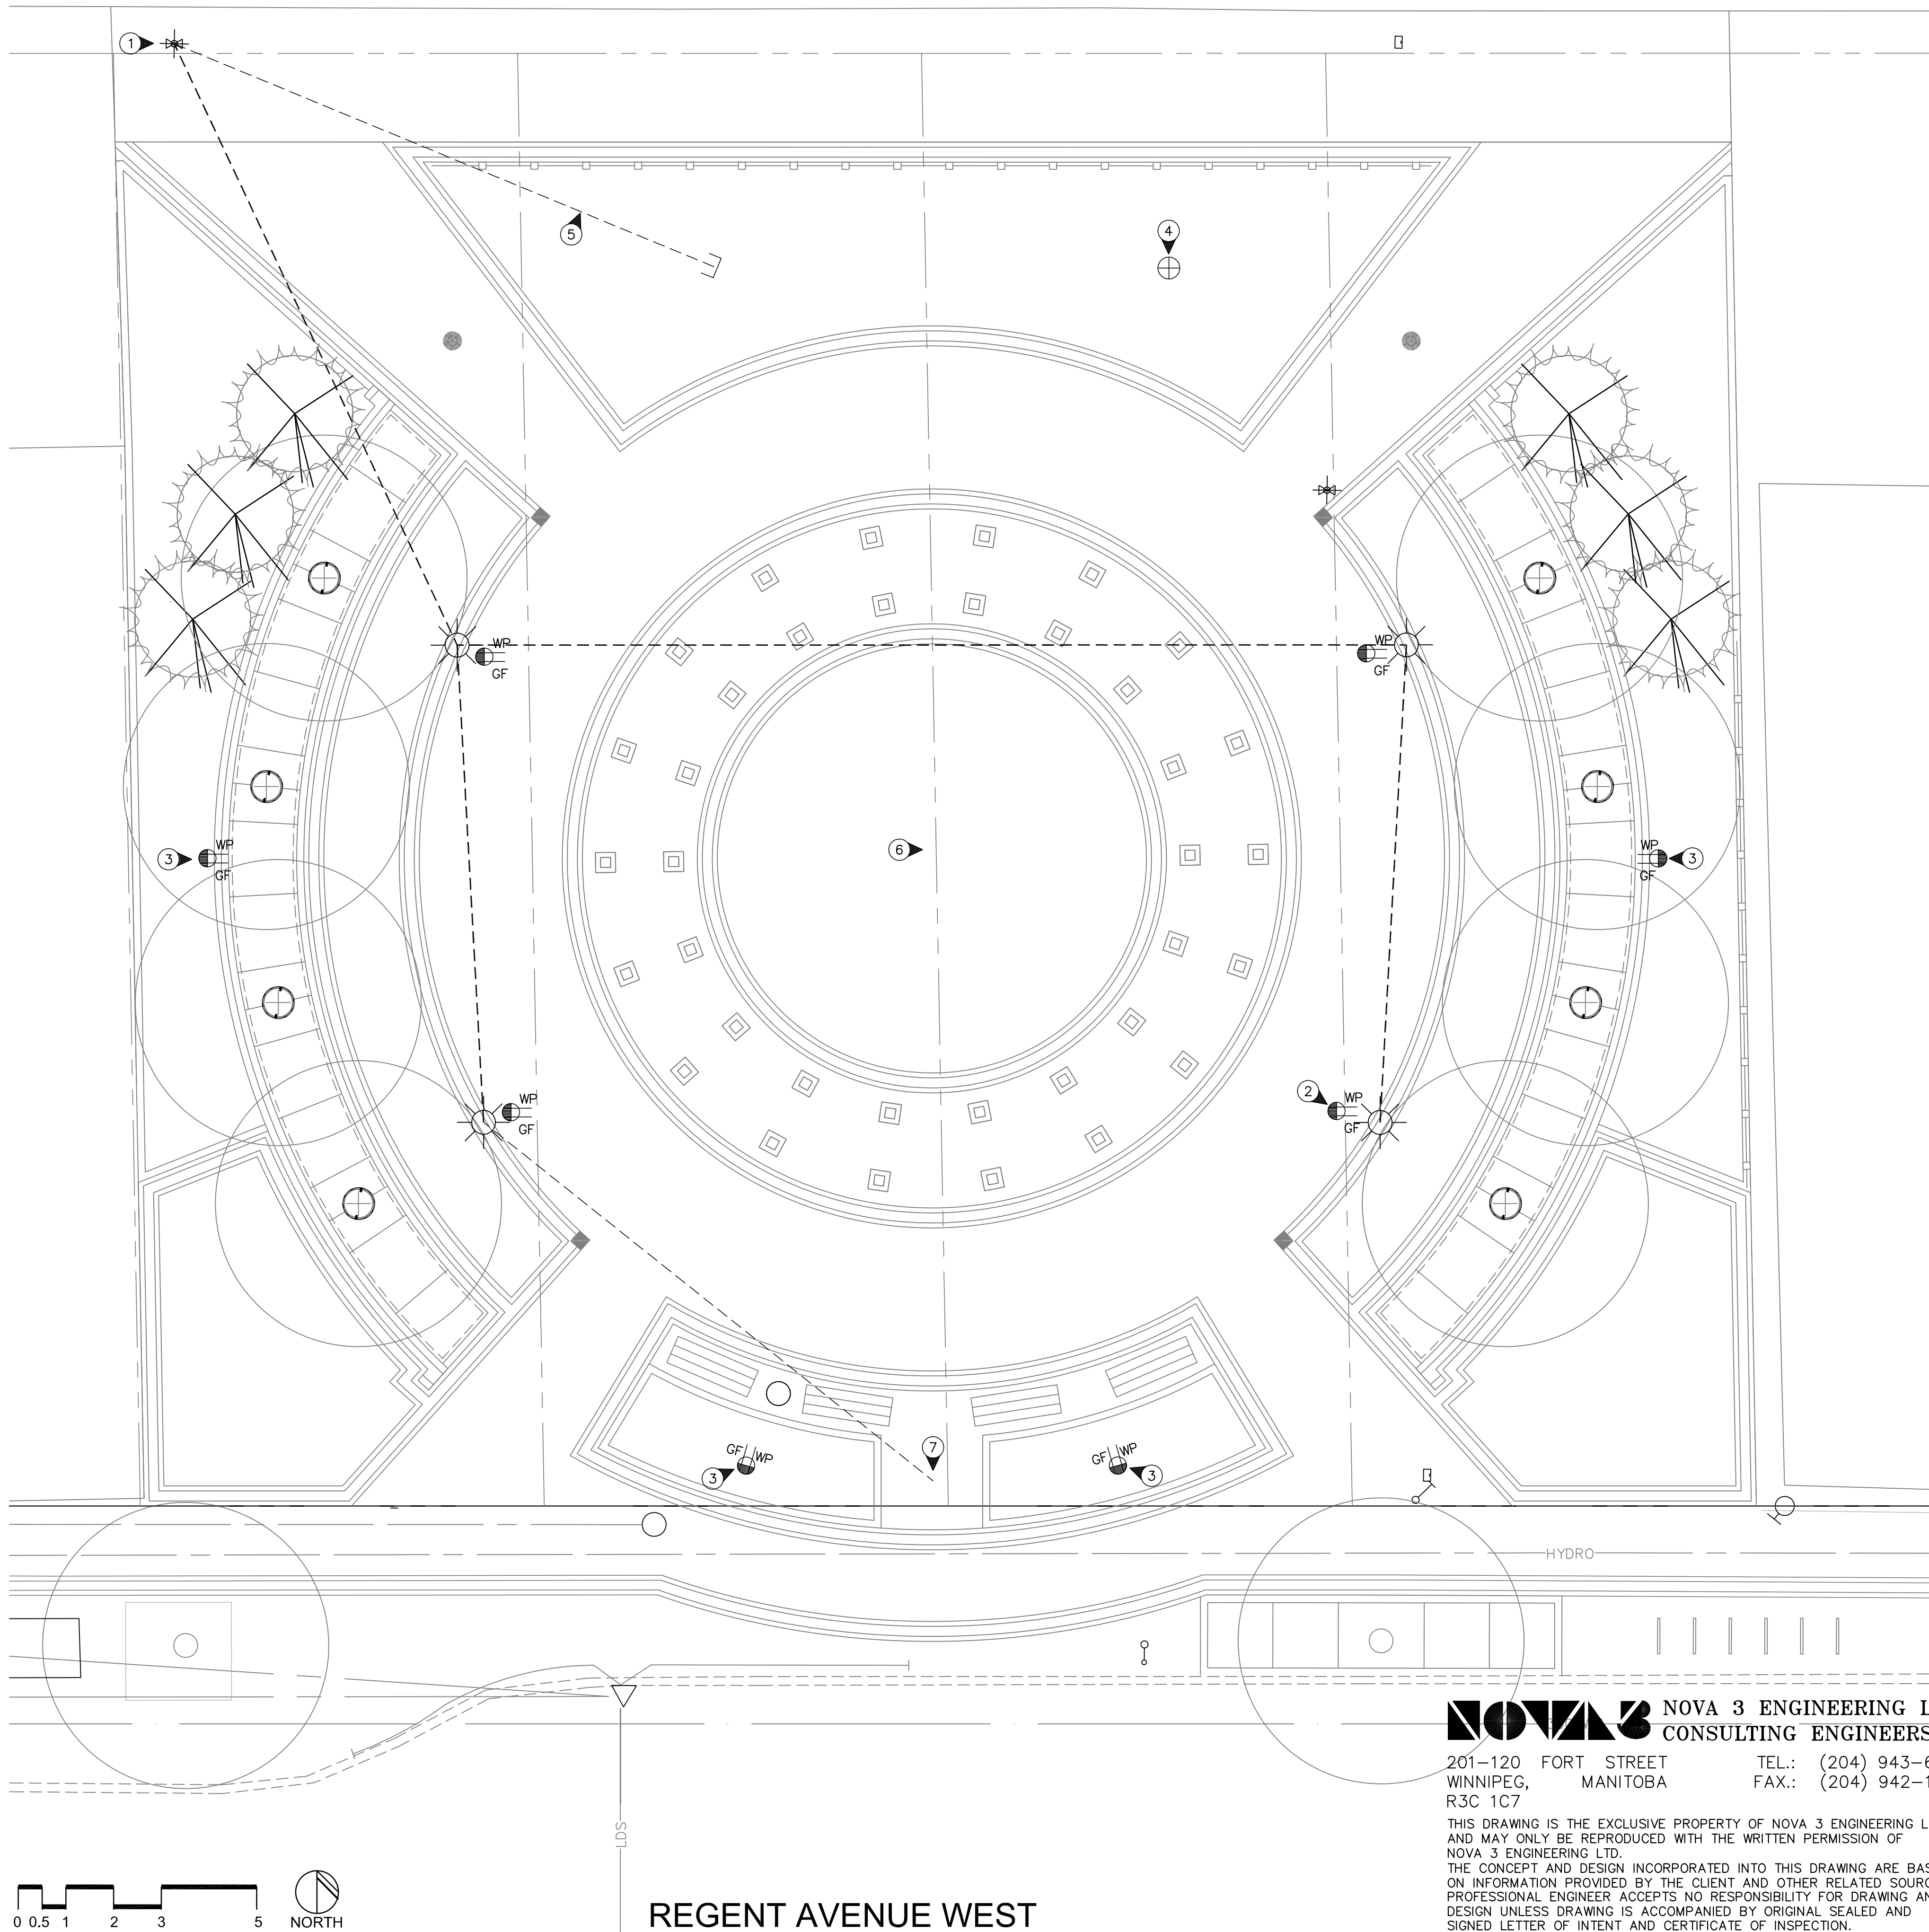 1
5
4
WP
GF
WP
GF
6
3
WP
GF
WP
GF
3
2
WP
GF
WP
GF
7
GF WP
3
GF WP
3
HYDRO
LDS
NOVA 3 ENGINEERING
CONSULTING ENGINEERS
201-120 FORT STREET TEL.: (204) 943-6
WINNIPEG, MANITOBA FAX.: (204) 942-1
R3C 1C7
THIS DRAWING IS THE EXCLUSIVE PROPERTY OF NOVA 3 ENGINEERING
AND MAY ONLY BE REPRODUCED WITH THE WRITTEN PERMISSION OF
NOVA 3 ENGINEERING LTD.
THE CONCEPT AND DESIGN INCORPORATED INTO THIS DRAWING ARE
ON INFORMATION PROVIDED BY THE CLIENT AND OTHER RELATED
PROFESSIONAL ENGINEER ACCEPTS NO RESPONSIBILITY FOR DRAWING
DESIGN UNLESS DRAWING IS ACCOMPANIED BY ORIGINAL SEALED AND
SIGNED LETTER OF INTENT AND CERTIFICATE OF INSPECTION.
0 0.5 1 2 3 5
NORTH
REGENT AVENUE WEST